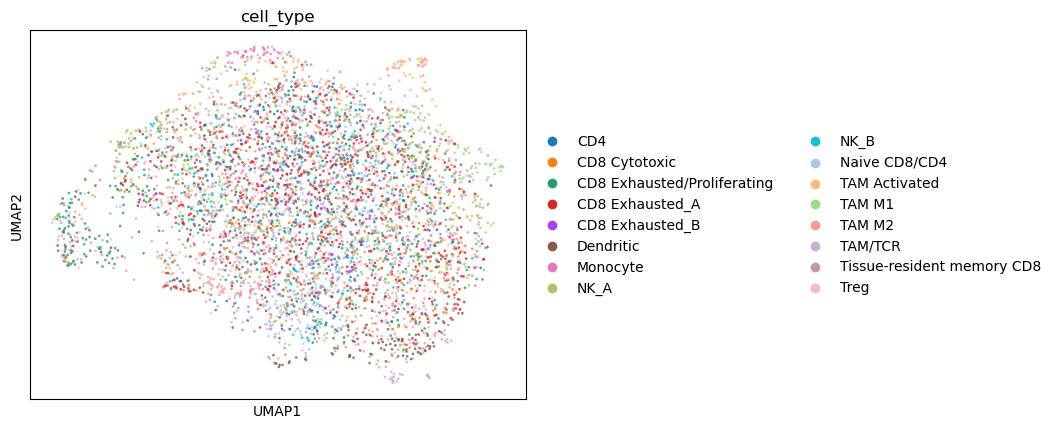 cell_type
UMAP2
UMAP1
CD4
CD8 Cytotoxic
CD8 Exhausted/Proliferating
CD8 Exhausted_A
CD8 Exhausted_B
Dendritic
Monocyte
NK_A
NK_B
Naive CD8/CD4
TAM Activated
TAM M1
TAM M2
TAM/TCR
Tissue-resident memory CD8
Treg